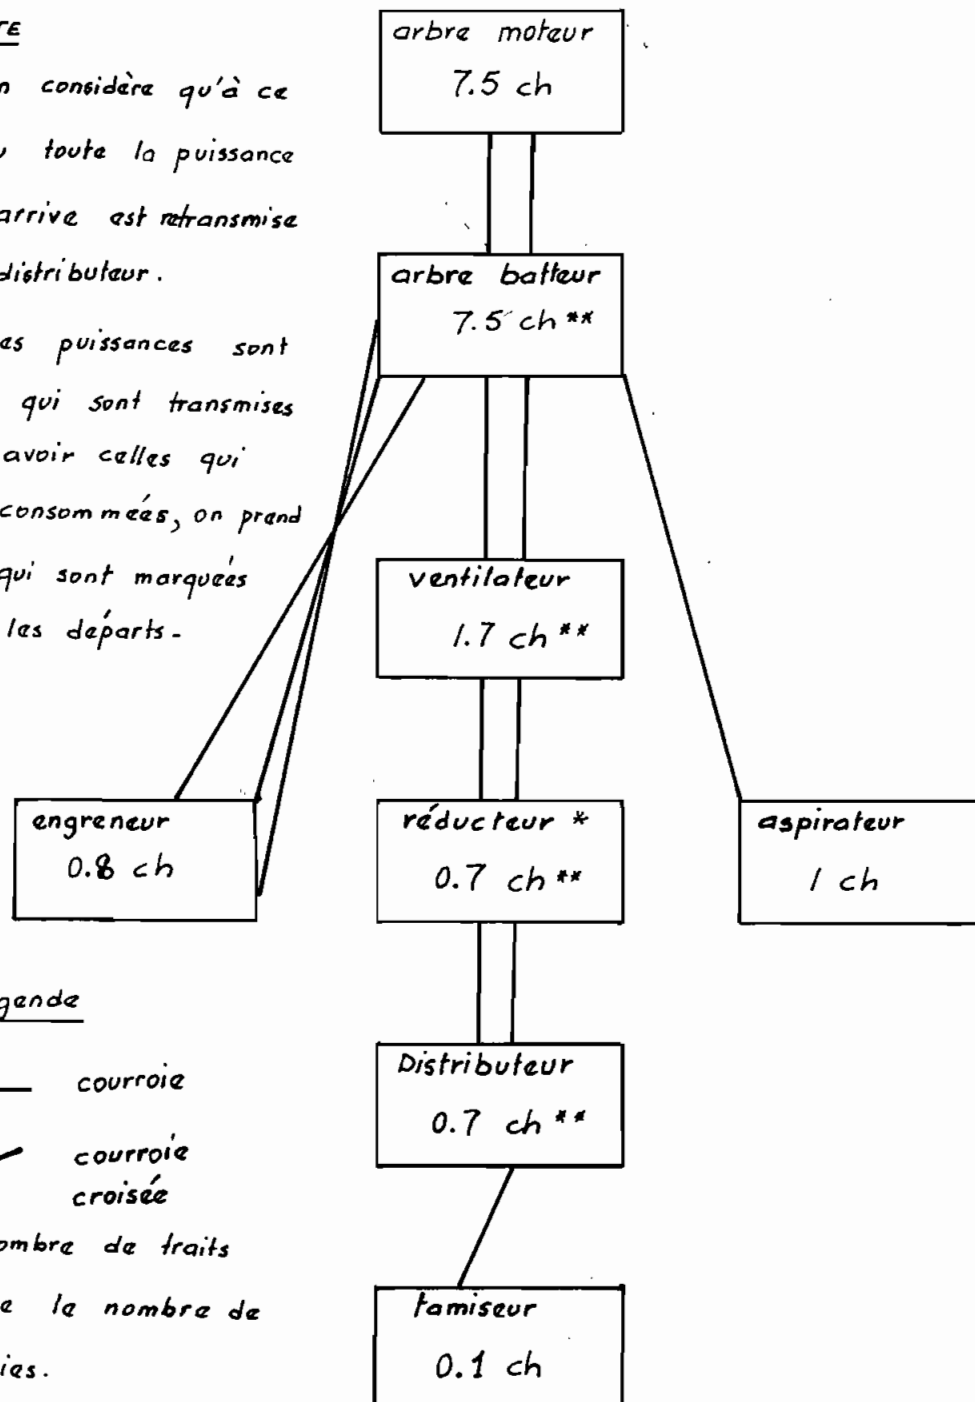 TE
n considère qu'à ce
toute la puissance
arrive est retransmise
distributeur.
es puissances sont
qui sont transmises
avoir celles qui
consommées, on prend
qui sont marquées
les départs-
arbre moteur
7.5 ch
arbre batteur
7.5 ch **
ventilateur
1.7 ch **
engreneur
0.8 ch
réducteur *
0.7 ch **
aspirateur
1 ch
Distributeur
0.7 ch **
tamiseur
0.1 ch
gende
courroie
courroie
croisée
ombre de traits
e le nombre de
ies.